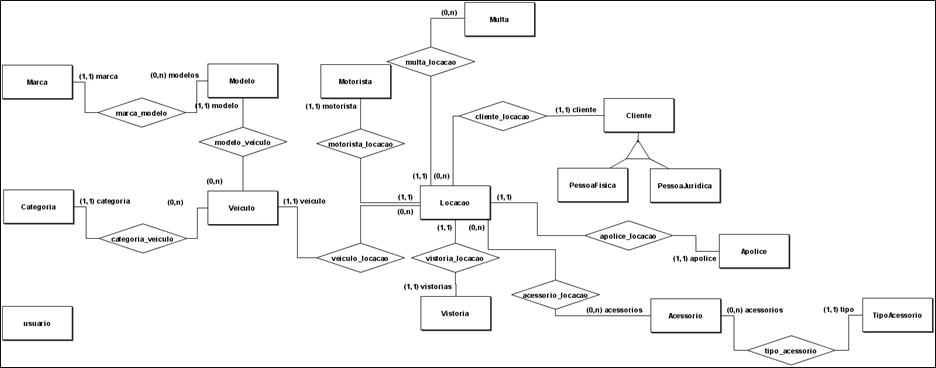 (0,n)
Multa
multa_locacao
Marca
(1,1) marca
(0,n) modelos
Modelo
Motorista
marca_modelo
(1,1) modelo
(1,1) motorista
cliente_locacao
(1,1) cliente
Cliente
modelo_veiculo
motorista_locacao
PessoaFisica
PessoaJuridica
(0,n)
(1,1)
(0,n)
Categoria
(1,1) categoria
(0,n)
Veiculo
(1,1) veiculo
(1,1)
Locacao
(1,1)
(0,n)
(1,1)
(0,n)
categoria_veiculo
veiculo_locacao
vistoria_locacao
apolice_locacao
Apolice
(1,1) apolice
(1,1) vistorias
acessorio_locacao
usuario
Vistoria
(0,n) acessorios
Acessorio
(0,n) acessorios
(1,1) tipo
TipoAcessorio
tipo_acessorio